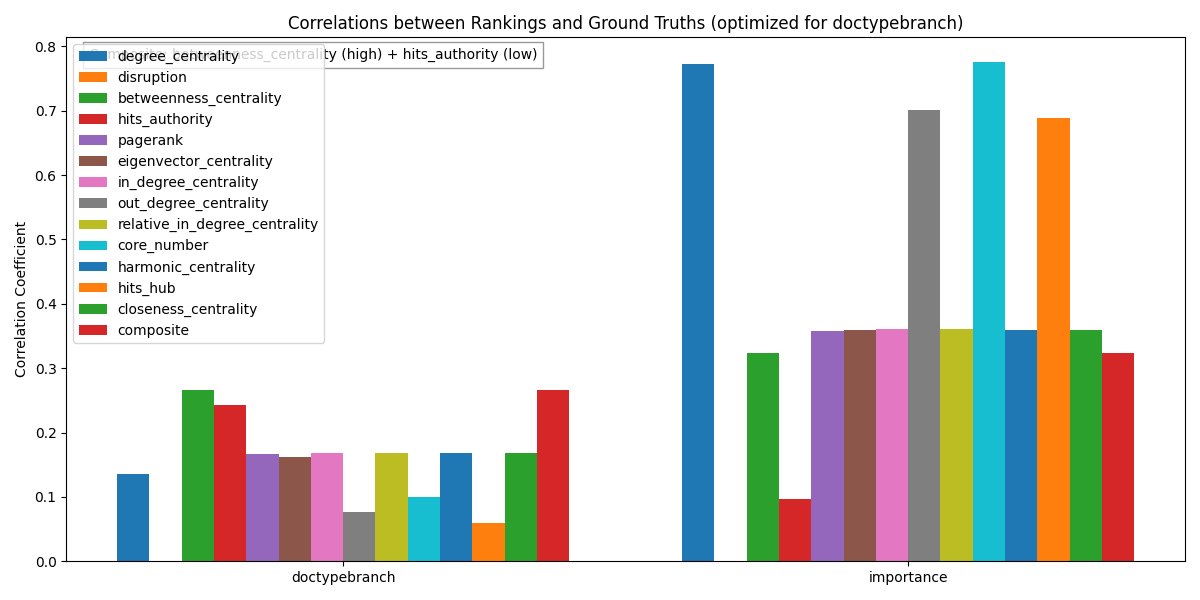 Correlations between Rankings and Ground Truths (optimized for doctypebranch)
Composite: betweenness_centrality (high) + hits_authority (low)
degree_centrality
disruption
betweenness_centrality
hits_authority
pagerank
eigenvector_centrality
in_degree_centrality
out_degree_centrality
relative_in_degree_centrality
core_number
harmonic_centrality
hits_hub
closeness_centrality
composite
Correlation Coefficient
0.8
0.7
0.6
0.5
0.4
0.3
0.2
0.1
0.0
doctypebranch
importance